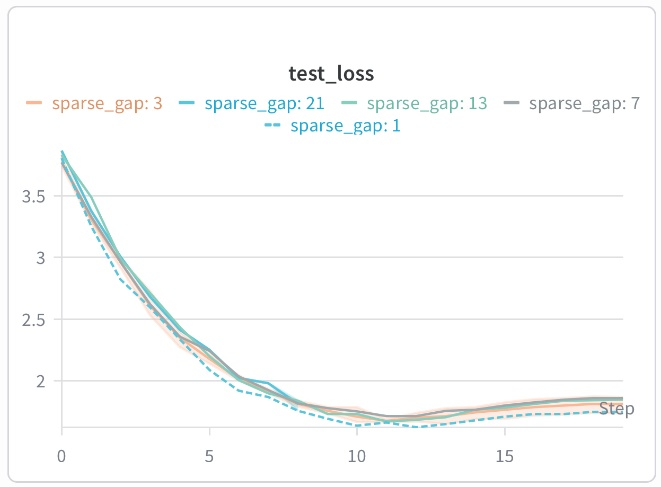 test_loss
sparse_gap: 3 sparse_gap: 21 sparse_gap: 13 sparse_gap: 7
sparse_gap: 1
3.5
3
2.5
2
Step
0 5 10 15